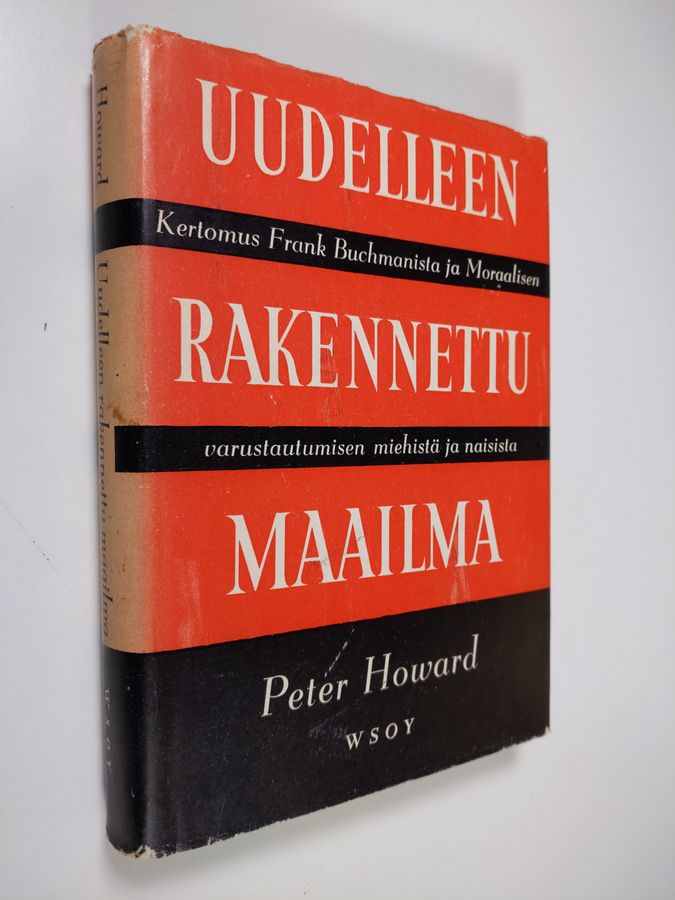 UUDELLEEN
Kertomus Frank Buchmanista ja Moraalisen
RAKENNETTU
varustautumisen miehistä ja naisista
MAAILMA
Peter Howard
WSOY
Howard Uudelleen rakennettu maailma WSOY